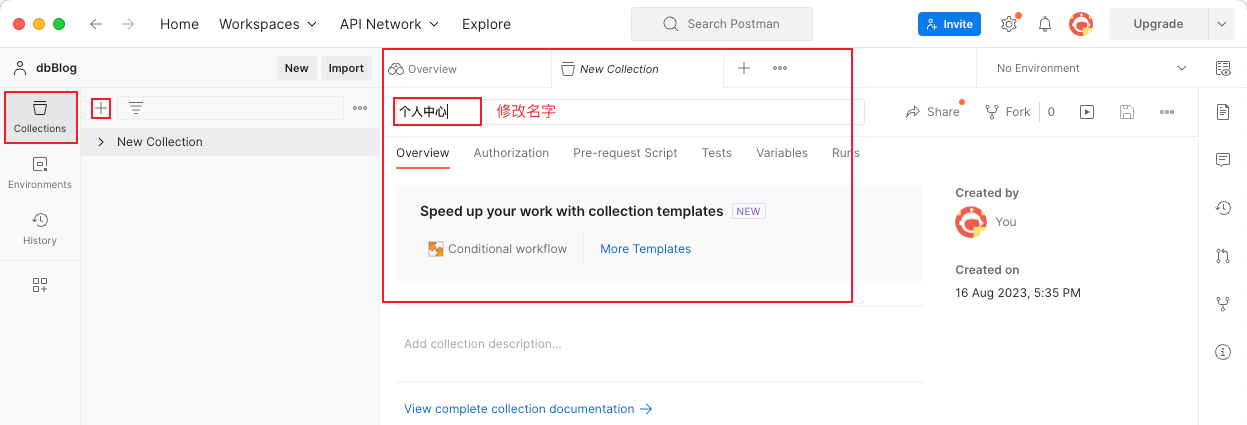 Home Workspaces API Network Explore Search Postman Invite Upgrade
dbBlog New Import Overview New Collection No Environment
个人中心 修改名字 Share Fork 0
Collections
New Collection
Overview Authorization Pre-request Script Tests Variables Runs
Environments
Speed up your work with collection templates NEW
Created by
You
History
Conditional workflow More Templates
Created on
16 Aug 2023, 5:35 PM
Add collection description...
View complete collection documentation